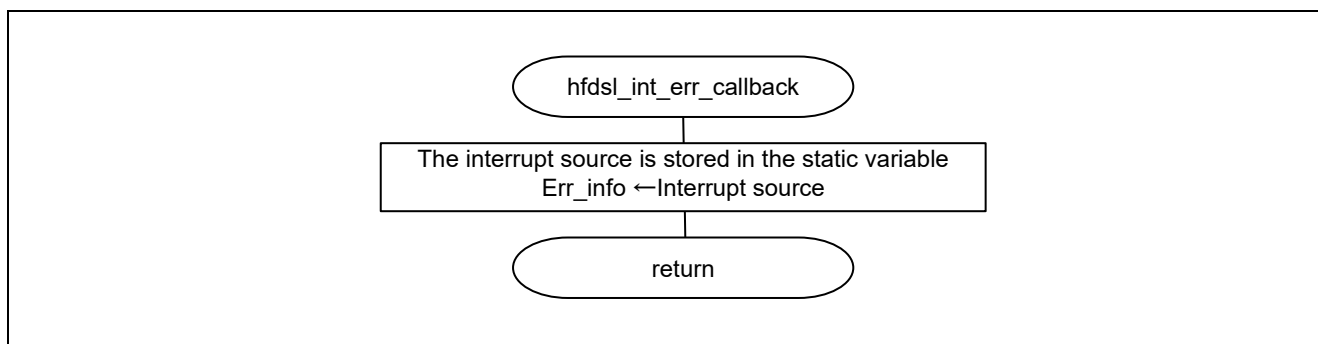 hfdsl_int_err_callback
The interrupt source is stored in the static variable
Err_info ←Interrupt source
return